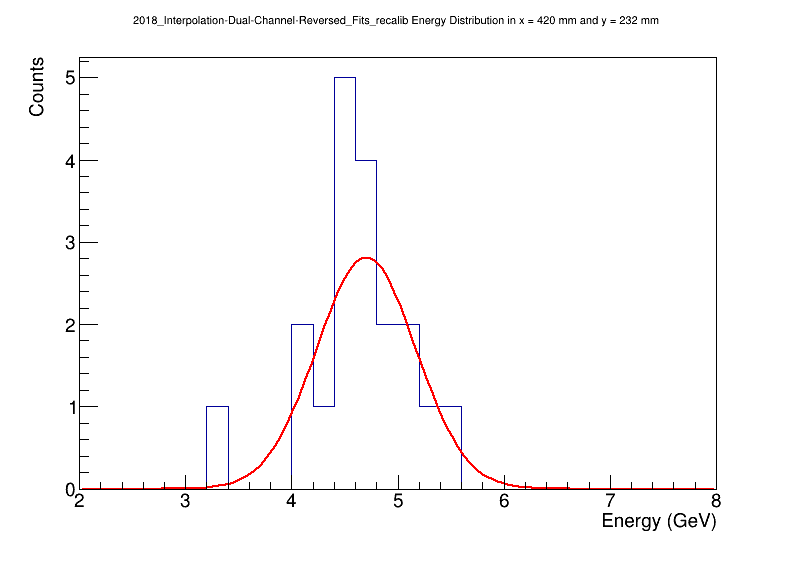 2018_Interpolation-Dual-Channel-Reversed_Fits_recalib Energy Distribution in x = 420 mm and y = 232 mm
Counts
5
4
3
2
1
0
2 3 4 5 6 7 8
Energy (GeV)